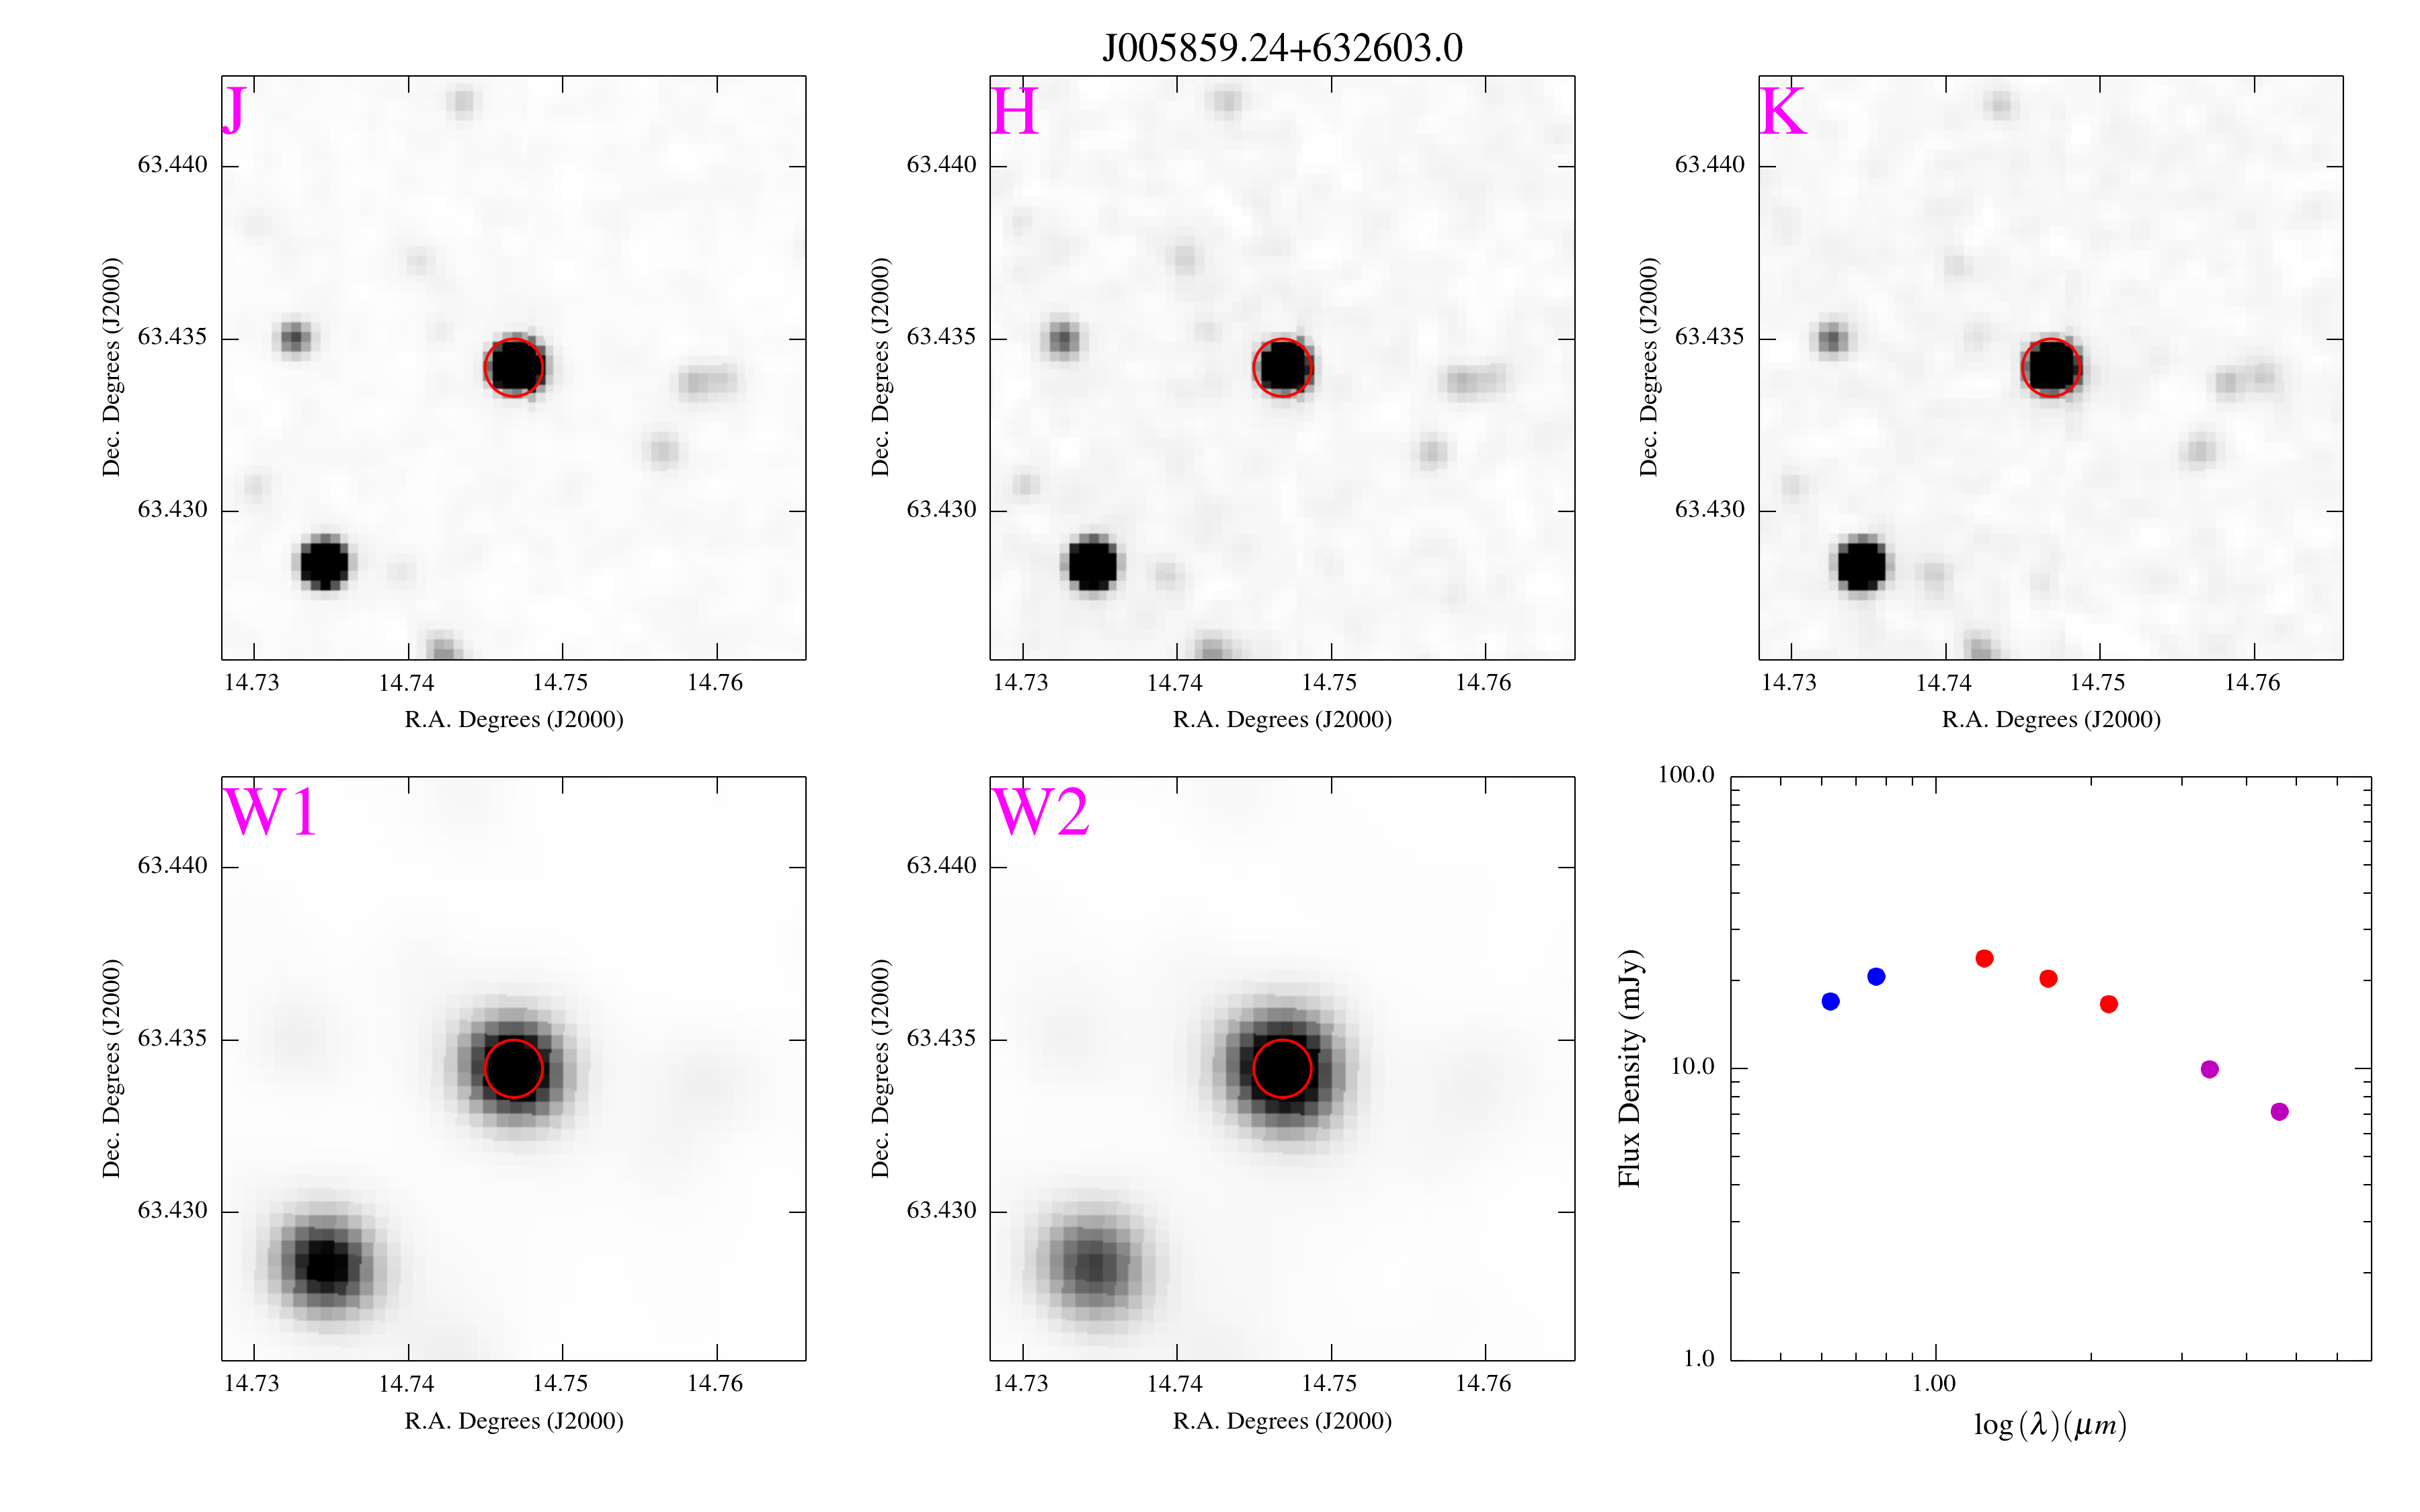 J005859.24+632603.0
J
H
K
63.440
63.435
63.430
Dec. Degrees (J2000)
14.73
14.74
14.75
14.76
R.A. Degrees (J2000)
63.440
63.435
63.430
Dec. Degrees (J2000)
14.73
14.74
14.75
14.76
R.A. Degrees (J2000)
63.440
63.435
63.430
Dec. Degrees (J2000)
14.73
14.74
14.75
14.76
R.A. Degrees (J2000)
W1
63.440
63.435
63.430
Dec. Degrees (J2000)
14.73
14.74
14.75
14.76
R.A. Degrees (J2000)
W2
63.440
63.435
63.430
Dec. Degrees (J2000)
14.73
14.74
14.75
14.76
R.A. Degrees (J2000)
100.0
10.0
1.0
Flux Density (mJy)
1.00
log(λ)(μm)